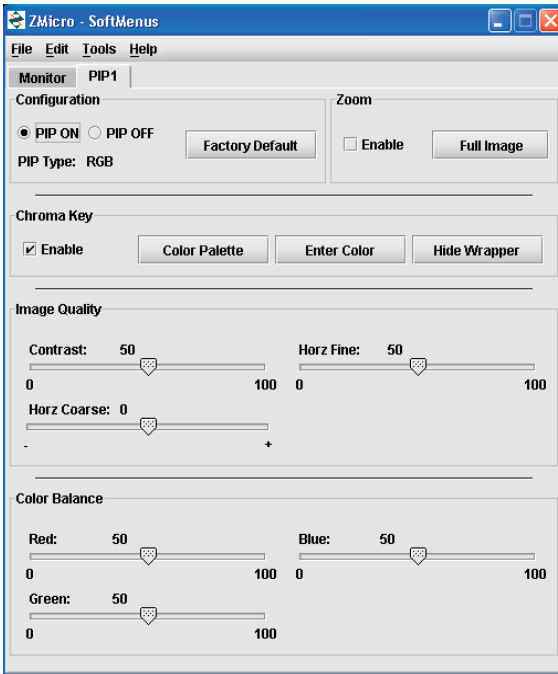 ZMicro - SoftMenus
File Edit Tools Help
Monitor PIP1
Configuration
PIP ON PIP OFF
Factory Default
PIP Type: RGB
Zoom
Enable
Full Image
Chroma Key
Enable
Color Palette
Enter Color
Hide Wrapper
Image Quality
Contrast: 50
0 100
Horz Fine: 50
0 100
Horz Coarse: 0
- +
Color Balance
Red: 50
0 100
Blue: 50
0 100
Green: 50
0 100